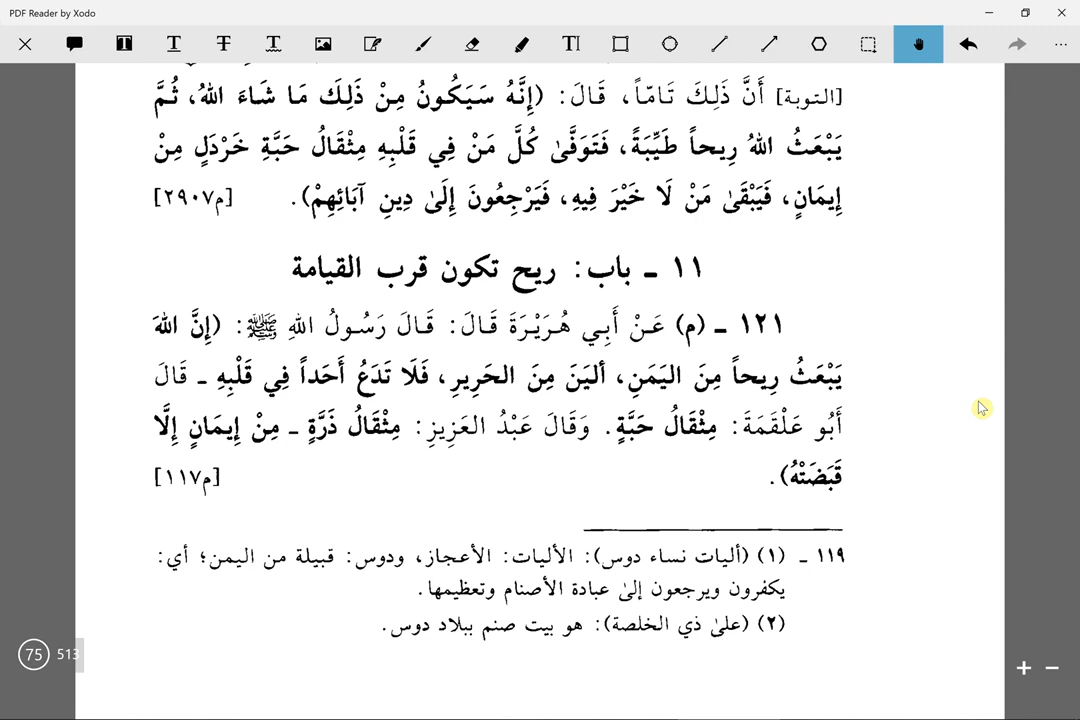 PDF Reader by Xodo
[التوبة] أَنَّ ذَلِكَ تَامّاً، قَالَ: (إِنَّهُ سَيَكُونُ مِنْ ذَلِكَ مَا شَاءَ اللهُ، ثُمَّ
يَبْعَثُ اللهُ رِيحاً طَيِّبَةً، فَتَوَفَّىٰ كُلَّ مَنْ فِي قَلْبِهِ مِثْقَالُ حَبَّةِ خَرْدَلٍ مِنْ
إِيمَانٍ، فَيَبْقَىٰ مَنْ لَا خَيْرَ فِيهِ، فَيَرْجِعُونَ إِلَىٰ دِينِ آبَائِهِمْ). [م٢٩٠٧]
١١ ـ باب: ريح تكون قرب القيامة
١٢١ ـ (م) عَنْ أَبِي هُرَيْرَةَ قَالَ: قَالَ رَسُولُ اللهِ ﷺ: (إِنَّ اللهَ
يَبْعَثُ رِيحاً مِنَ اليَمَنِ، أَليَنَ مِنَ الحَرِيرِ، فَلَا تَدَعُ أَحَداً فِي قَلْبِهِ ـ قَالَ
أَبُو عَلْقَمَةَ: مِثْقَالُ حَبَّةٍ. وَقَالَ عَبْدُ العَزِيزِ: مِثْقَالُ ذَرَّةٍ ـ مِنْ إِيمَانٍ إِلَّا
قَبَضَتْهُ). [م١١٧]
١١٩ ـ (١) (أليات نساء دوس): الأليات: الأعجاز، ودوس: قبيلة من اليمن؛ أي:
يكفرون ويرجعون إلىٰ عبادة الأصنام وتعظيمها.
(٢) (علىٰ ذي الخلصة): هو بيت صنم ببلاد دوس.
75 513